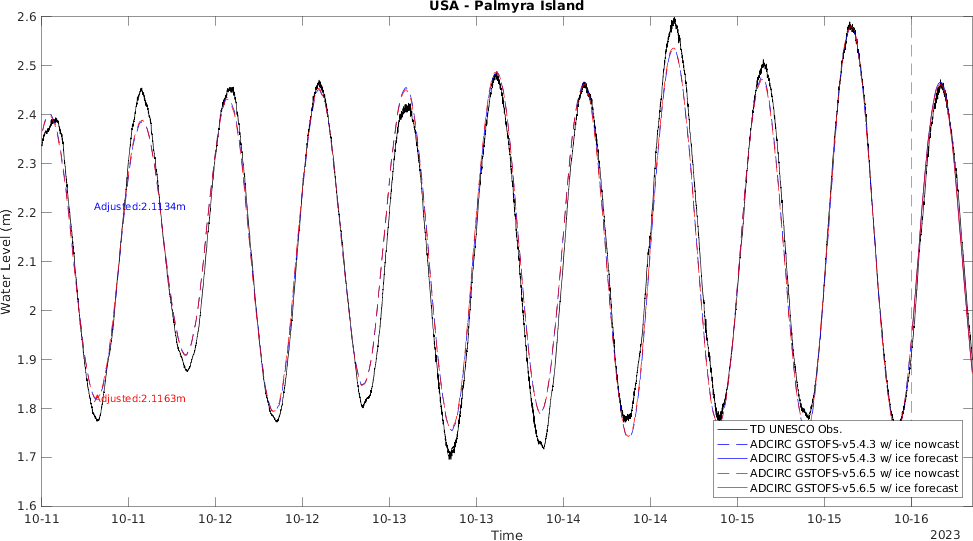 USA - Palmyra Island
2.6
2.5
2.4
2.3
2.2
2.1
2
1.9
1.8
1.7
1.6
Water Level (m)
Adjusted:2.1134m
Adjusted:2.1163m
TD UNESCO Obs.
ADCIRC GSTOFS-v5.4.3 w/ ice nowcast
ADCIRC GSTOFS-v5.4.3 w/ ice forecast
ADCIRC GSTOFS-v5.6.5 w/ ice nowcast
ADCIRC GSTOFS-v5.6.5 w/ ice forecast
10-11 10-11 10-12 10-12 10-13 10-13 10-14 10-14 10-15 10-15 10-16
Time
2023